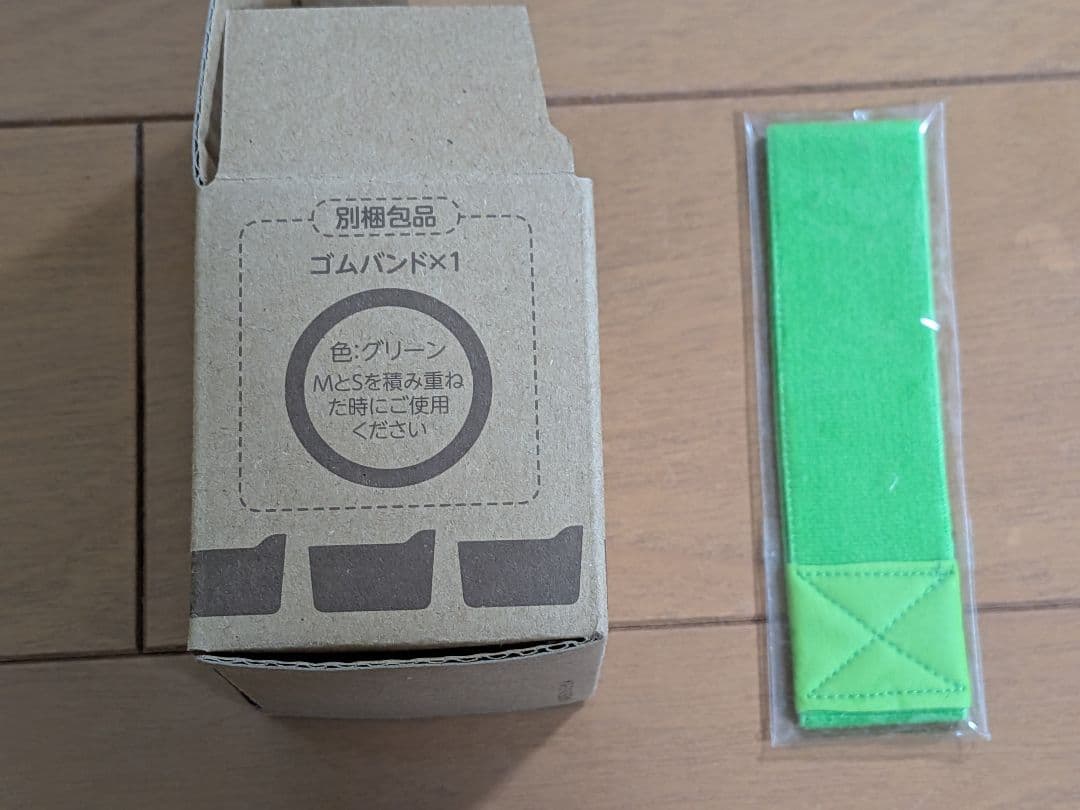 別梱包品
ゴムバンド×1
色:グリーン
MとSを積み重ね
た時にご使用
ください